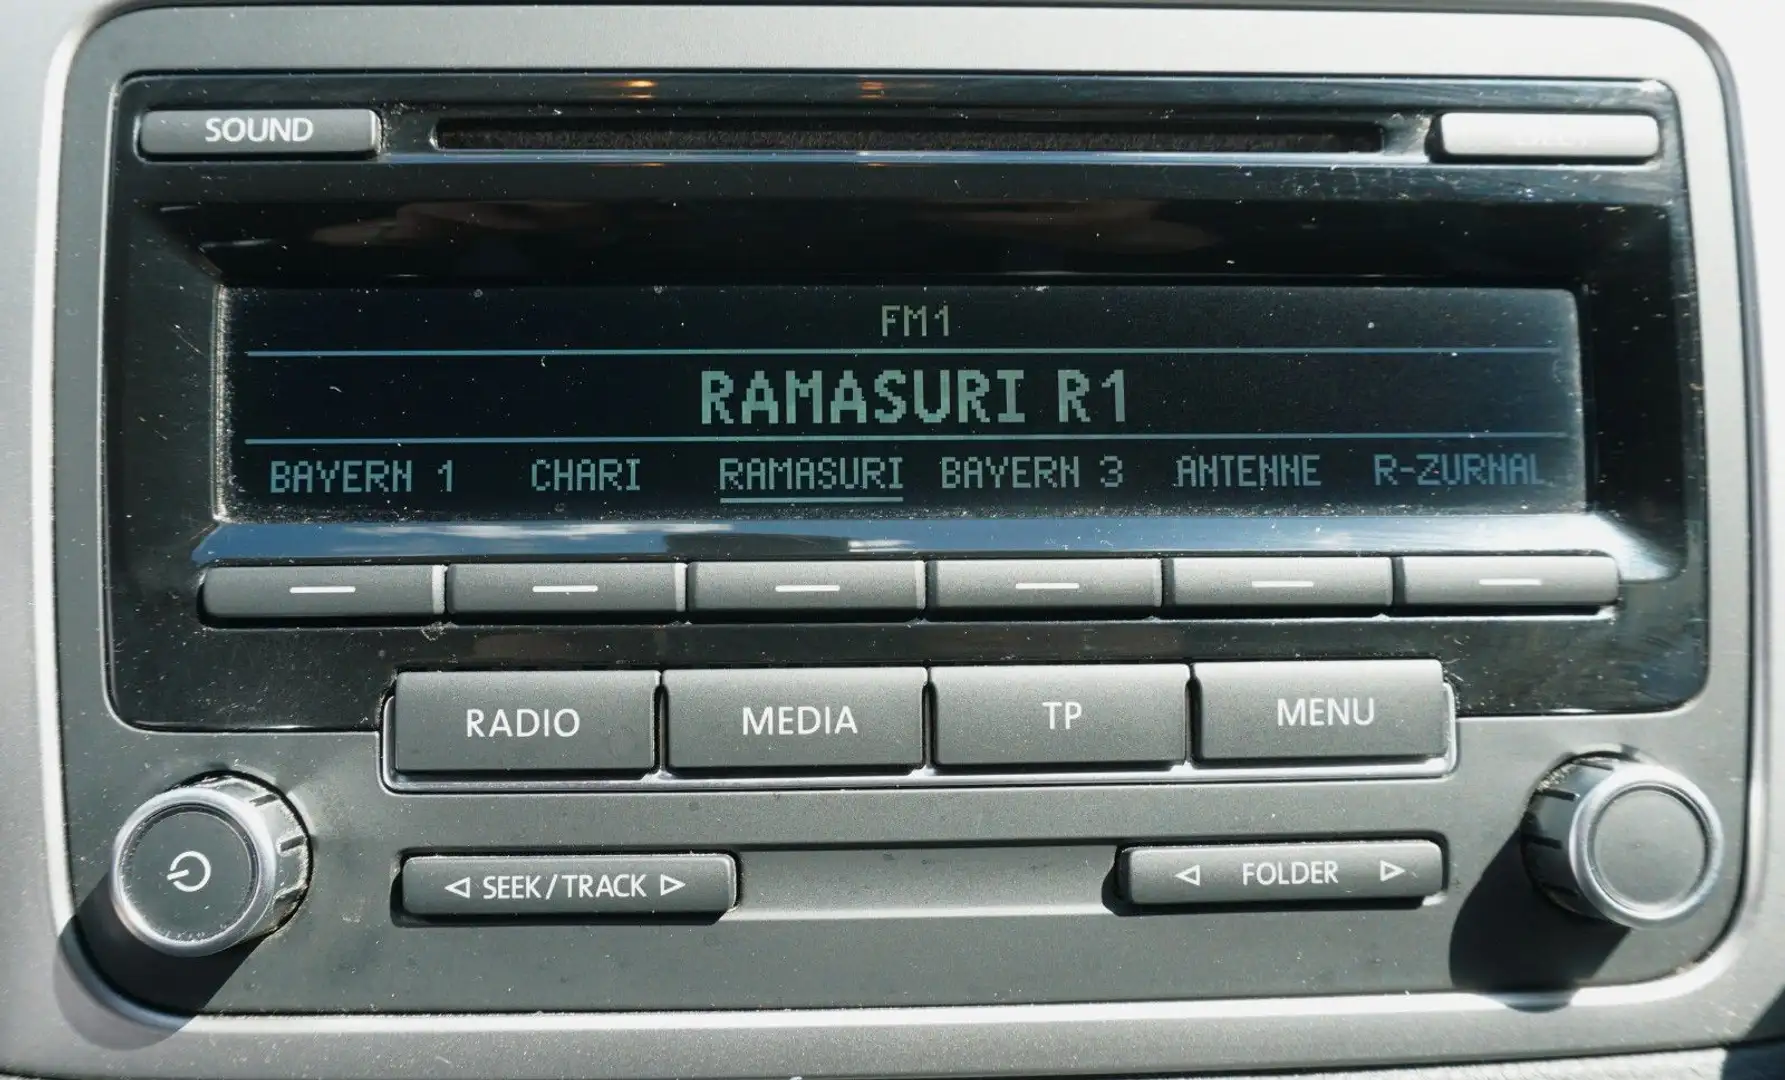 SOUND
FM1
RAMASURI R1
BAYERN 1 CHARI RAMASURI BAYERN 3 ANTENNE R-ZURNAL
RADIO MEDIA TP MENU
SEEK/TRACK FOLDER